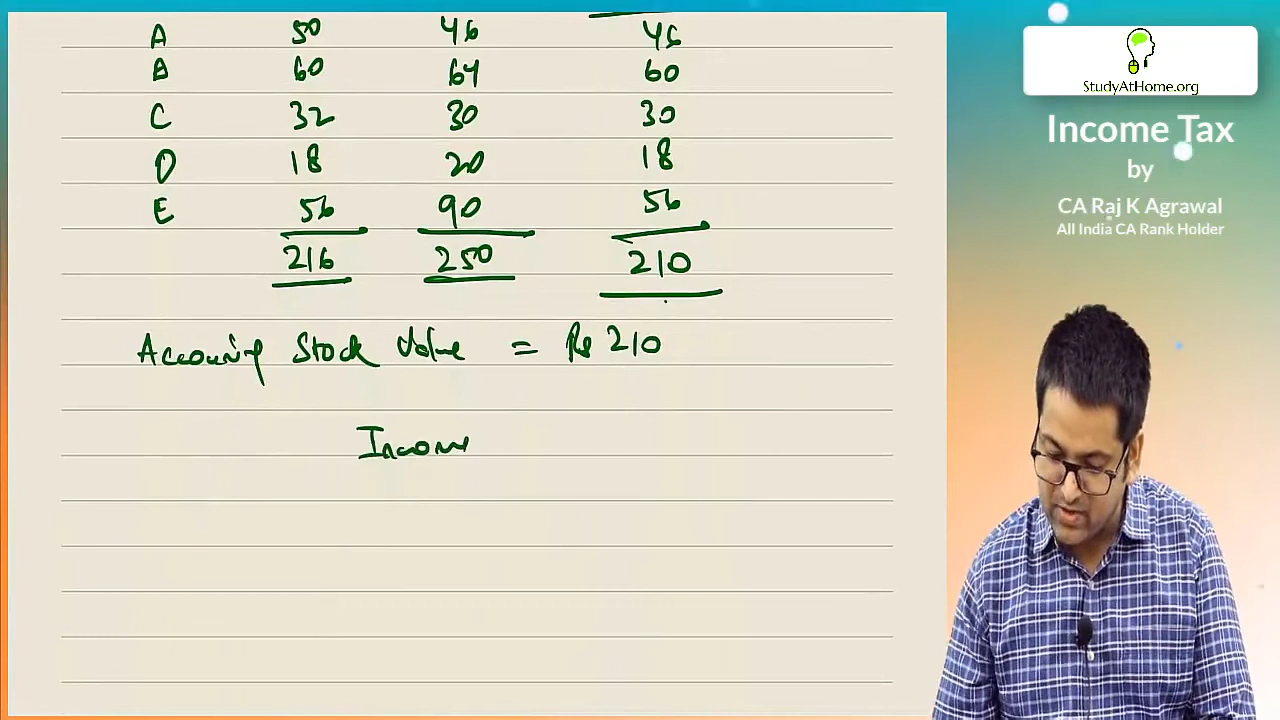 A 50 46 46
B 60 64 60
C 32 30 30
D 18 20 18
E 56 90 56
216 250 210
Accounting Stock Value = Rs 210
Income
StudyAtHome.org
Income Tax
by
CA Raj K Agrawal
All India CA Rank Holder